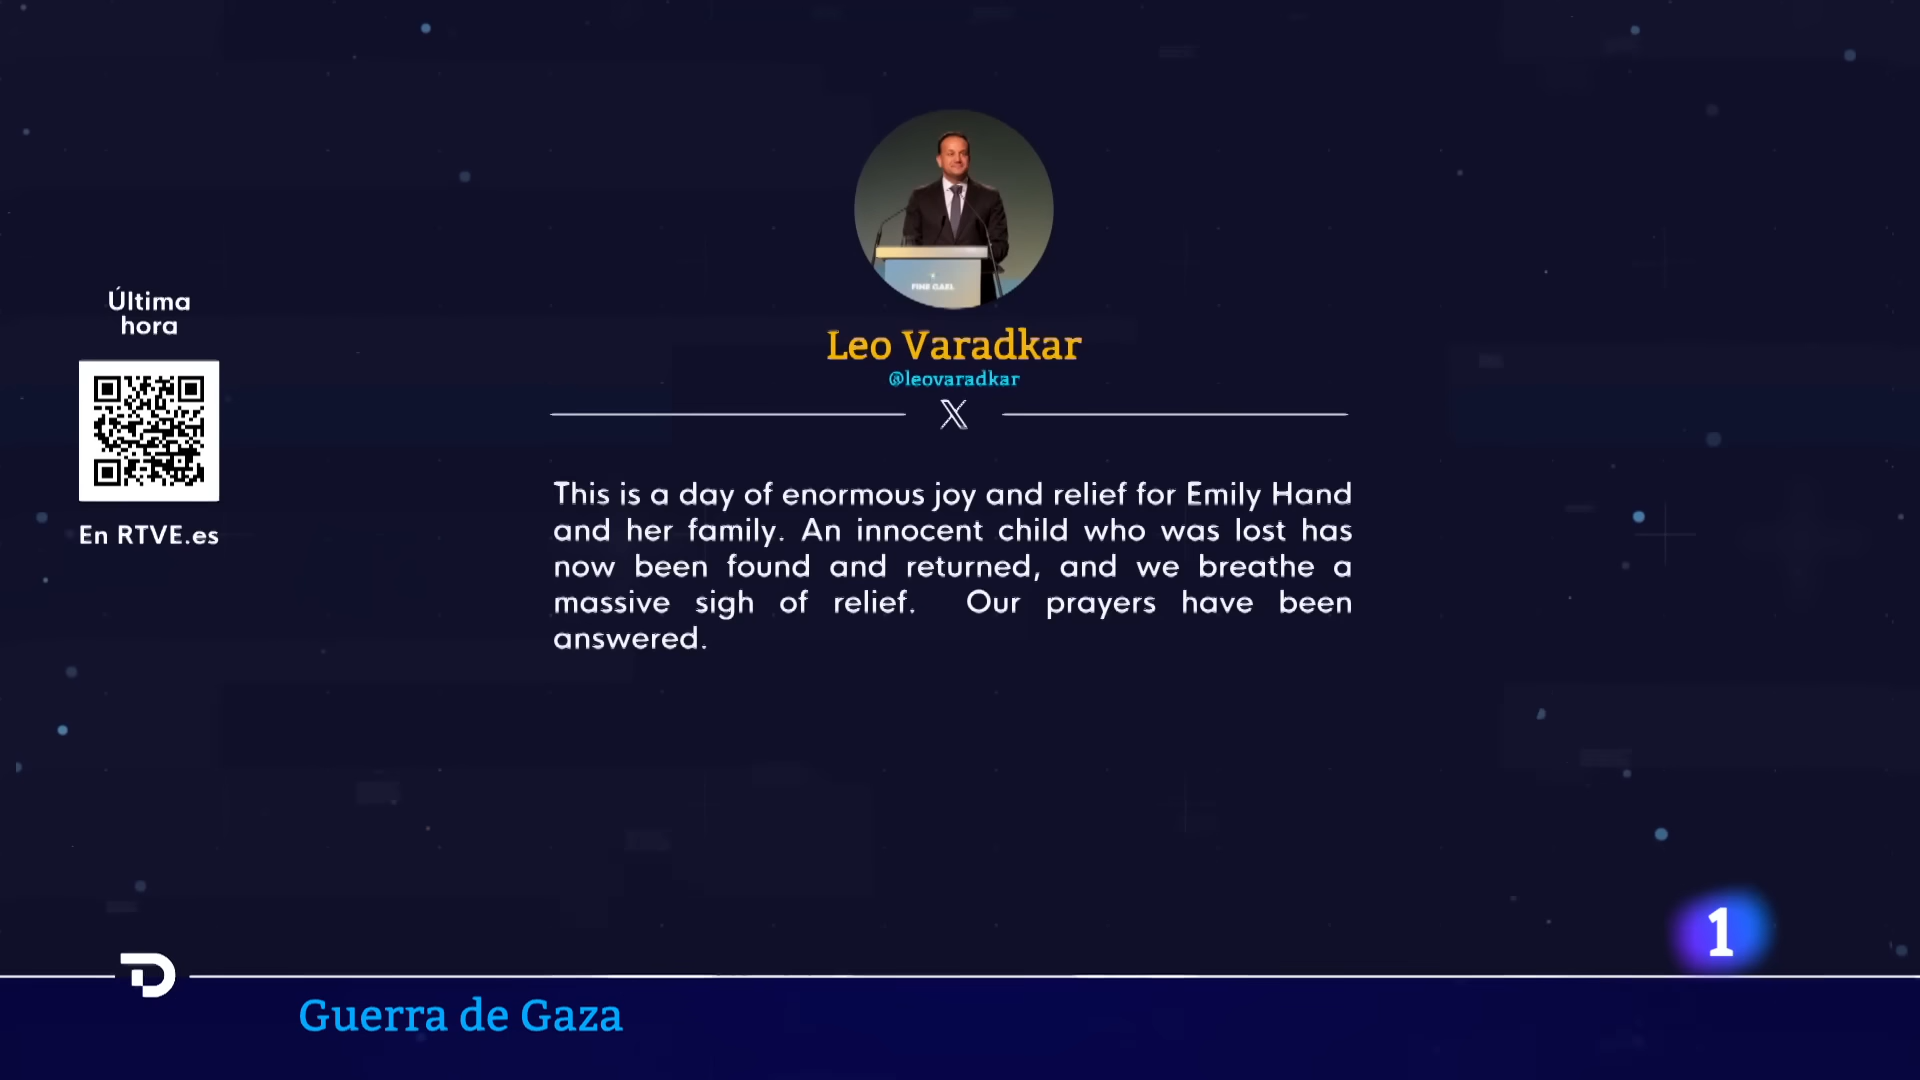 FINE GAEL
Última
hora
En RTVE.es
Leo Varadkar
@leovaradkar
This is a day of enormous joy and relief for Emily Hand
and her family. An innocent child who was lost has
now been found and returned, and we breathe a
massive sigh of relief. Our prayers have been
answered.
1
Guerra de Gaza